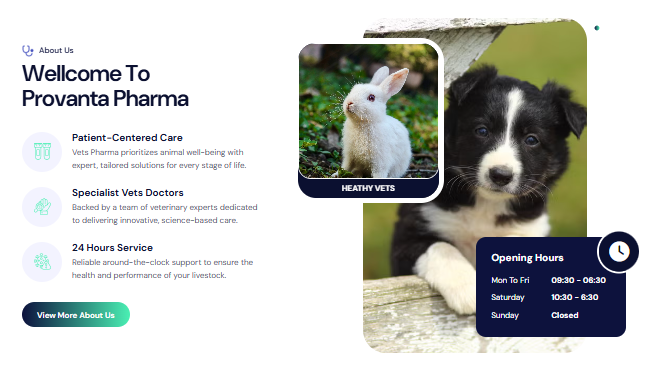 About Us
Wellcome To
Provanta Pharma
Patient-Centered Care
Vets Pharma prioritizes animal well-being with
expert, tailored solutions for every stage of life.
Specialist Vets Doctors
Backed by a team of veterinary experts dedicated
to delivering innovative, science-based care.
24 Hours Service
Reliable around-the-clock support to ensure the
health and performance of your livestock.
View More About Us
HEATHY VETS
Opening Hours
Mon To Fri 09:30 - 06:30
Saturday 10:30 - 6:30
Sunday Closed